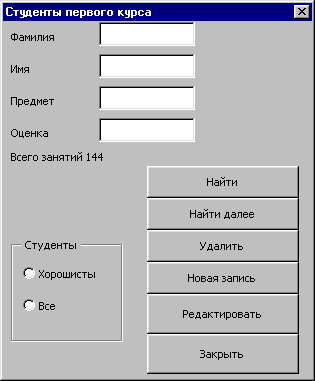 Студенты первого курса
Фамилия
Имя
Предмет
Оценка
Всего занятий 144
Найти
Найти далее
Удалить
Новая запись
Редактировать
Закрыть
Студенты
Хорошисты
Все